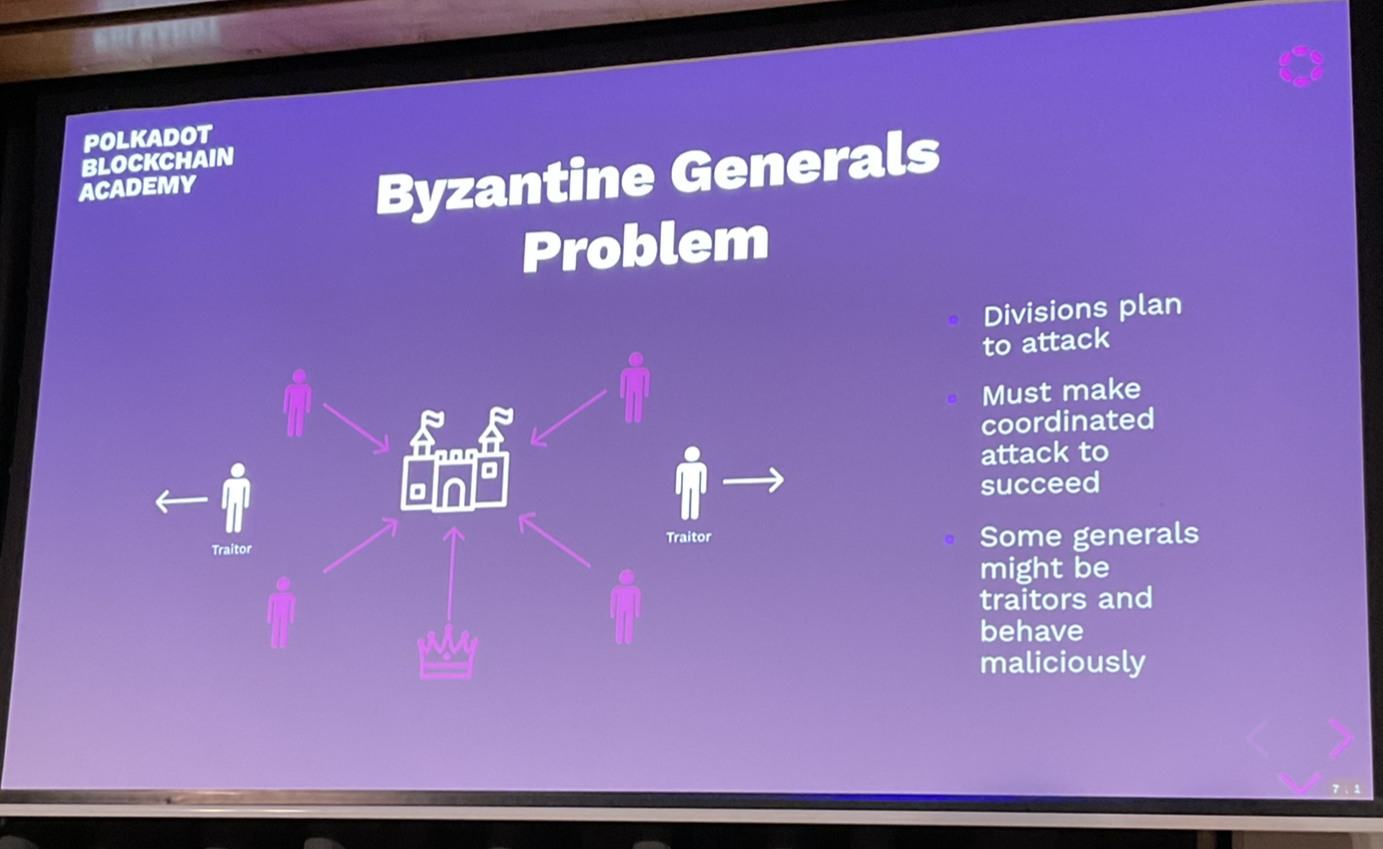 POLKADOT
BLOCKCHAIN
ACADEMY
Byzantine Generals
Problem
Traitor
Traitor
Divisions plan
to attack
Must make
coordinated
attack to
succeed
Some generals
might be
traitors and
behave
maliciously
7.1